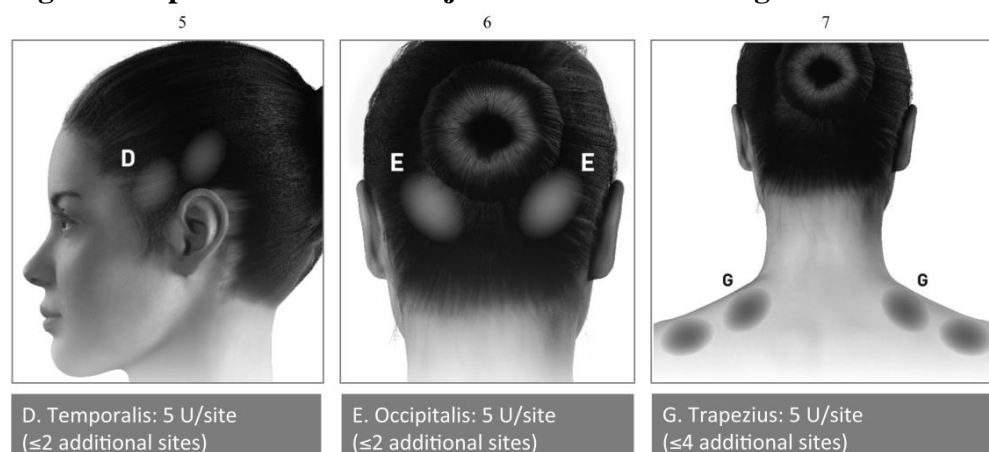 5 6 7
D
E E
G G
D. Temporalis: 5 U/site
(≤2 additional sites)
E. Occipitalis: 5 U/site
(≤2 additional sites)
G. Trapezius: 5 U/site
(≤4 additional sites)